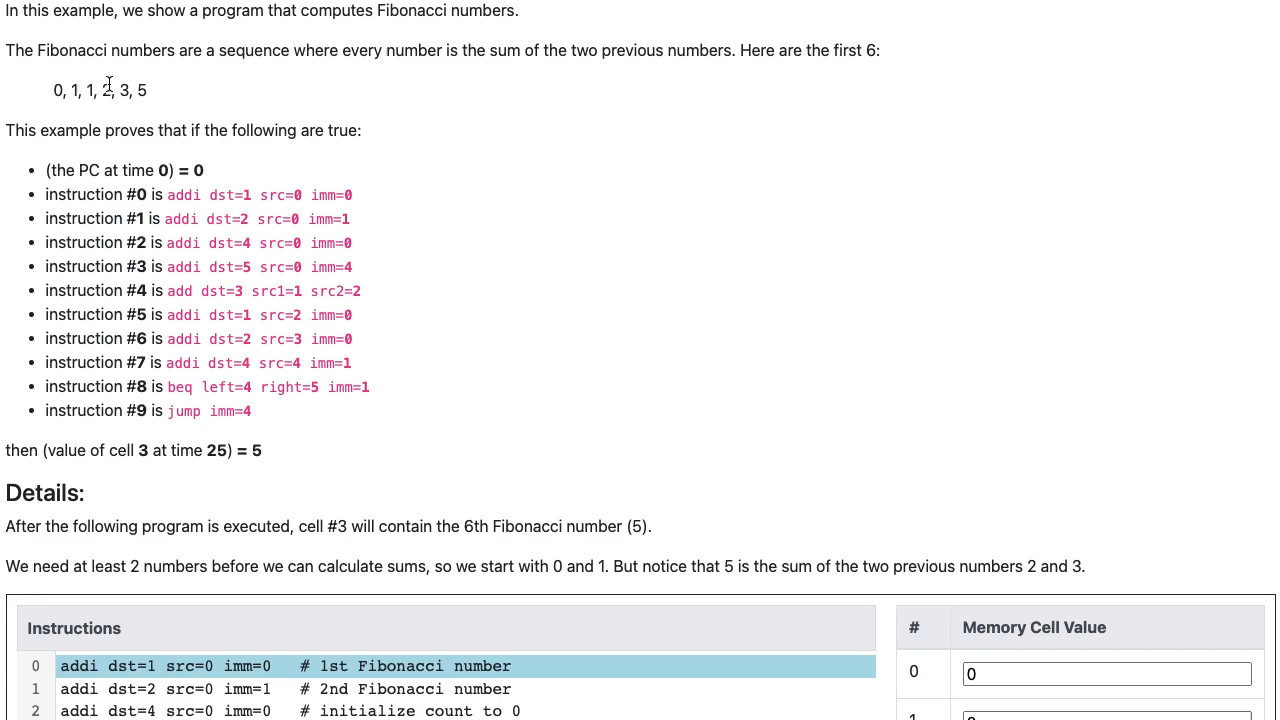 In this example, we show a program that computes Fibonacci numbers.
The Fibonacci numbers are a sequence where every number is the sum of the two previous numbers. Here are the first 6:
0, 1, 1, 2, 3, 5
This example proves that if the following are true:
• (the PC at time 0) = 0
• instruction #0 is addi dst=1 src=0 imm=0
• instruction #1 is addi dst=2 src=0 imm=1
• instruction #2 is addi dst=4 src=0 imm=0
• instruction #3 is addi dst=5 src=0 imm=4
• instruction #4 is add dst=3 src1=1 src2=2
• instruction #5 is addi dst=1 src=2 imm=0
• instruction #6 is addi dst=2 src=3 imm=0
• instruction #7 is addi dst=4 src=4 imm=1
• instruction #8 is beq left=4 right=5 imm=1
• instruction #9 is jump imm=4
then (value of cell 3 at time 25) = 5
Details:
After the following program is executed, cell #3 will contain the 6th Fibonacci number (5).
We need at least 2 numbers before we can calculate sums, so we start with 0 and 1. But notice that 5 is the sum of the two previous numbers 2 and 3.
Instructions
0 addi dst=1 src=0 imm=0 # 1st Fibonacci number
1 addi dst=2 src=0 imm=1 # 2nd Fibonacci number
2 addi dst=4 src=0 imm=0 # initialize count to 0
# Memory Cell Value
0 0